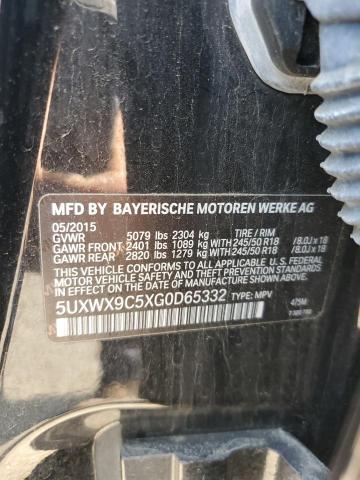 MFD BY BAYERISCHE MOTOREN WERKE AG
05/2015
GVWR 5079 lbs 2304 kg TIRE / RIM
GAWR FRONT 2401 lbs 1089 kg WITH 245/50 R18 /8.0J x 18
GAWR REAR 2820 lbs 1279 kg WITH 245/50 R18 /8.0J x 18
THIS VEHICLE CONFORMS TO ALL APPLICABLE U.S. FEDERAL
MOTOR VEHICLE SAFETY STANDARDS IN EFFECT ON THE
DATE OF MANUFACTURE SHOWN ABOVE.
5UXWX9C5XG0D65332 TYPE: MPV 475M